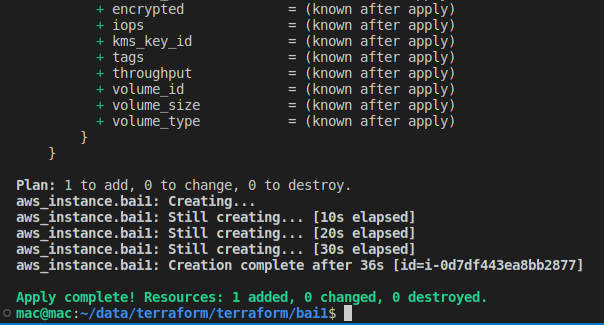 + encrypted = (known after apply)
+ iops = (known after apply)
+ kms_key_id = (known after apply)
+ tags = (known after apply)
+ throughput = (known after apply)
+ volume_id = (known after apply)
+ volume_size = (known after apply)
+ volume_type = (known after apply)
}
}
Plan: 1 to add, 0 to change, 0 to destroy.
aws_instance.bai1: Creating...
aws_instance.bai1: Still creating... [10s elapsed]
aws_instance.bai1: Still creating... [20s elapsed]
aws_instance.bai1: Still creating... [30s elapsed]
aws_instance.bai1: Creation complete after 36s [id=i-0d7df443ea8bb2877]
Apply complete! Resources: 1 added, 0 changed, 0 destroyed.
mac@mac:~/data/terraform/terraform/bai1$